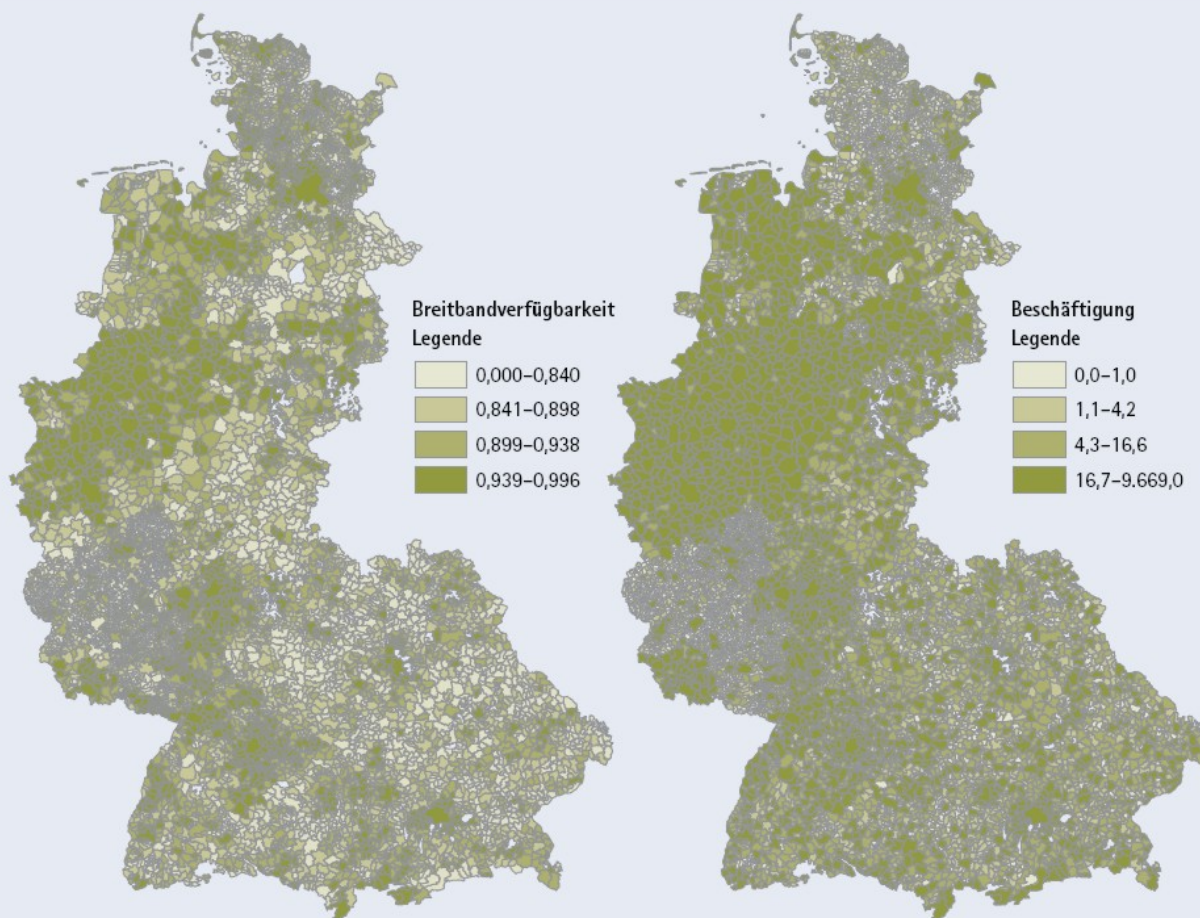 Breitbandverfügbarkeit
Legende
0,000–0,840
0,841–0,898
0,899–0,938
0,939–0,996
Beschäftigung
Legende
0,0–1,0
1,1–4,2
4,3–16,6
16,7–9.669,0